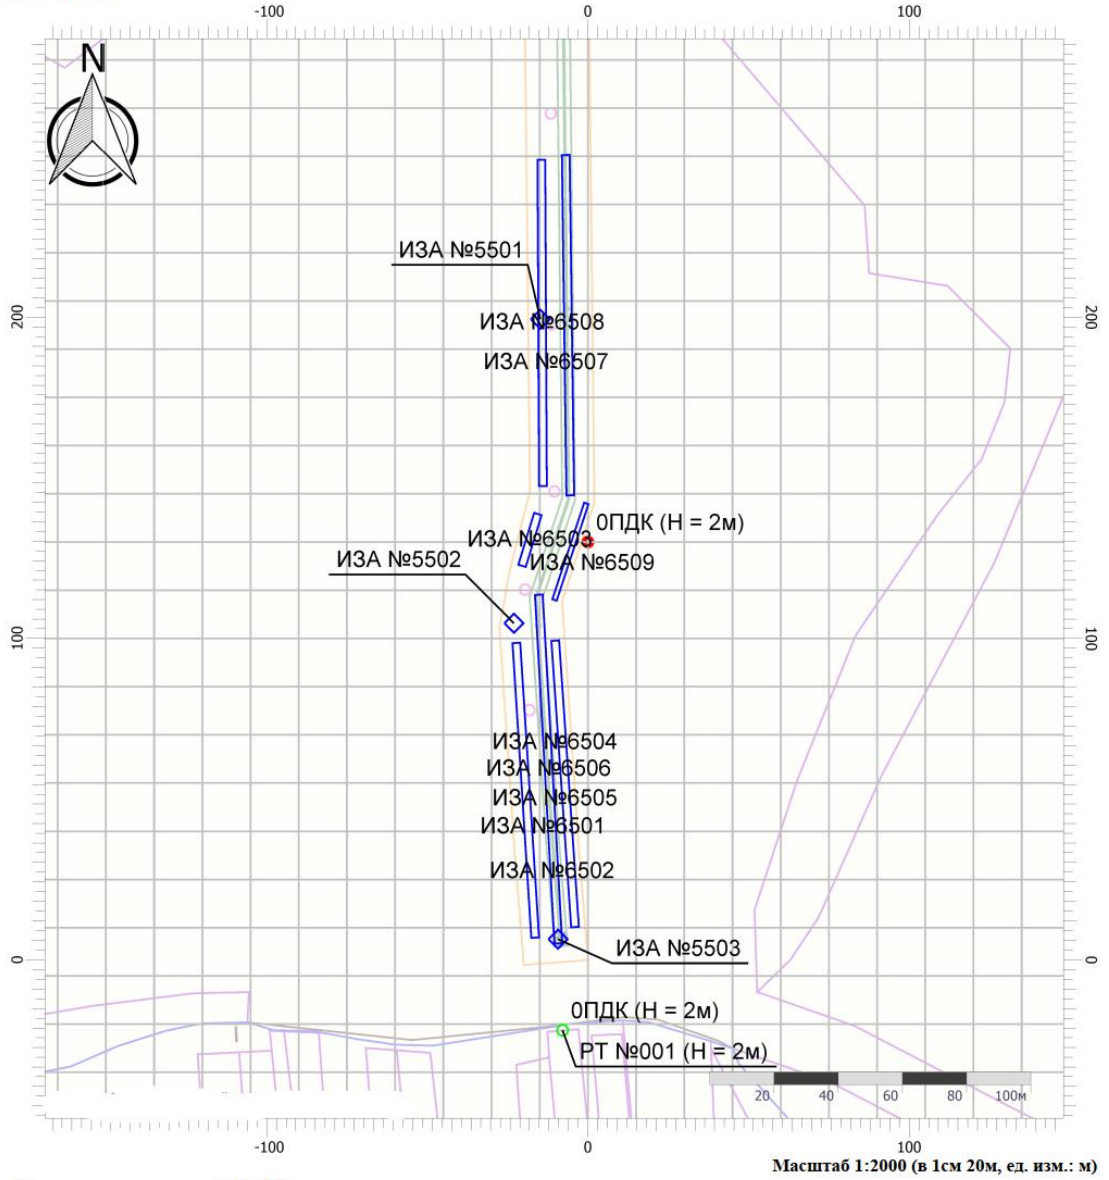 -100 0 100
N
ИЗА №5501
200 200
ИЗА №6508
ИЗА №6507
0ПДК (H = 2м)
ИЗА №6503
ИЗА №5502
ИЗА №6509
100 100
ИЗА №6504
ИЗА №6506
ИЗА №6505
ИЗА №6501
ИЗА №6502
ИЗА №5503
0 0
0ПДК (H = 2м)
РТ №001 (H = 2м)
20 40 60 80 100м
-100 0 100
Масштаб 1:2000 (в 1см 20м, ед. изм.: м)